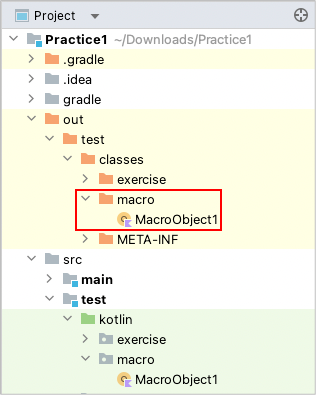 Project
Practice1 ~/Downloads/Practice1
.gradle
.idea
gradle
out
test
classes
exercise
macro
MacroObject1
META-INF
src
main
test
kotlin
exercise
macro
MacroObject1